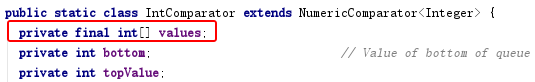 public static class IntComparator extends NumericComparator<Integer> {
private final int[] values;
private int bottom; // Value of bottom of queue
private int topValue;